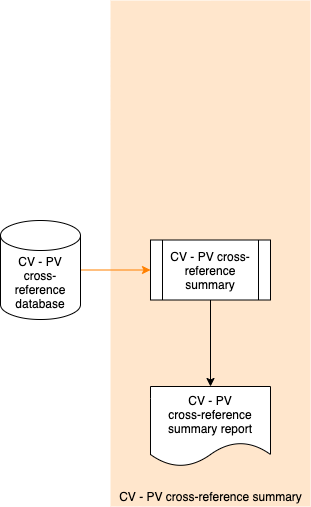 CV - PV
cross-
reference
database
CV - PV cross-
reference
summary
CV - PV
cross-reference
summary report
CV - PV cross-reference summary